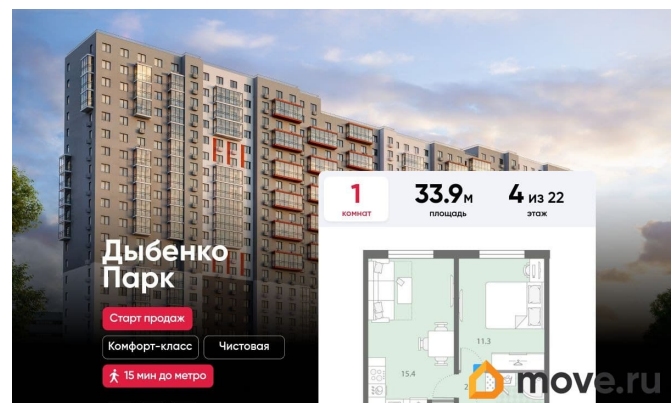 1
комнат
33.9 м
площадь
4 из 22
этаж
Дыбенко
Парк
Старт продаж
Комфорт-класс
Чистовая
15 мин до метро
11.3
15.4
move.ru